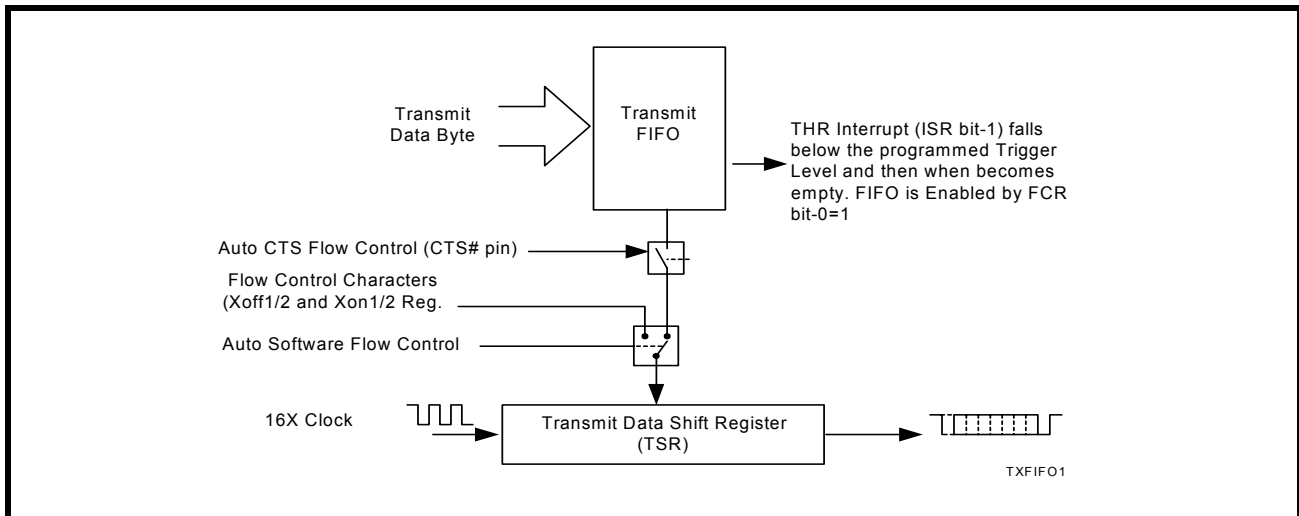 Transmit
Data Byte
Transmit
FIFO
THR Interrupt (ISR bit-1) falls
below the programmed Trigger
Level and then when becomes
empty. FIFO is Enabled by FCR
bit-0=1
Auto CTS Flow Control (CTS# pin)
Flow Control Characters
(Xoff1/2 and Xon1/2 Reg.
Auto Software Flow Control
16X Clock
Transmit Data Shift Register
(TSR)
TXFIFO1